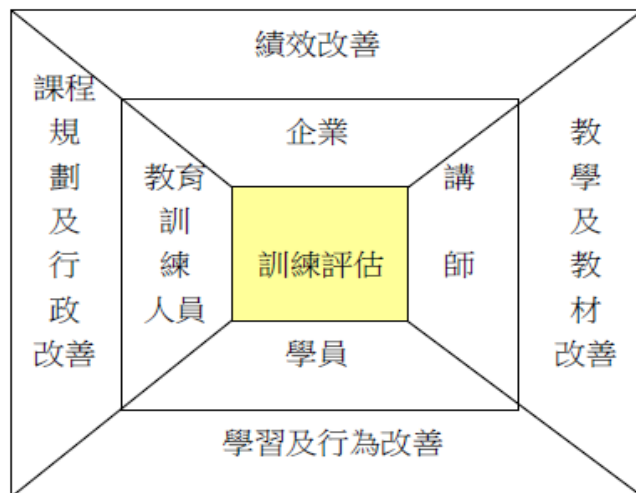 績效改善
課程規劃及行政改善
企業
教育訓練人員
訓練評估
講師
教學及教材改善
學員
學習及行為改善